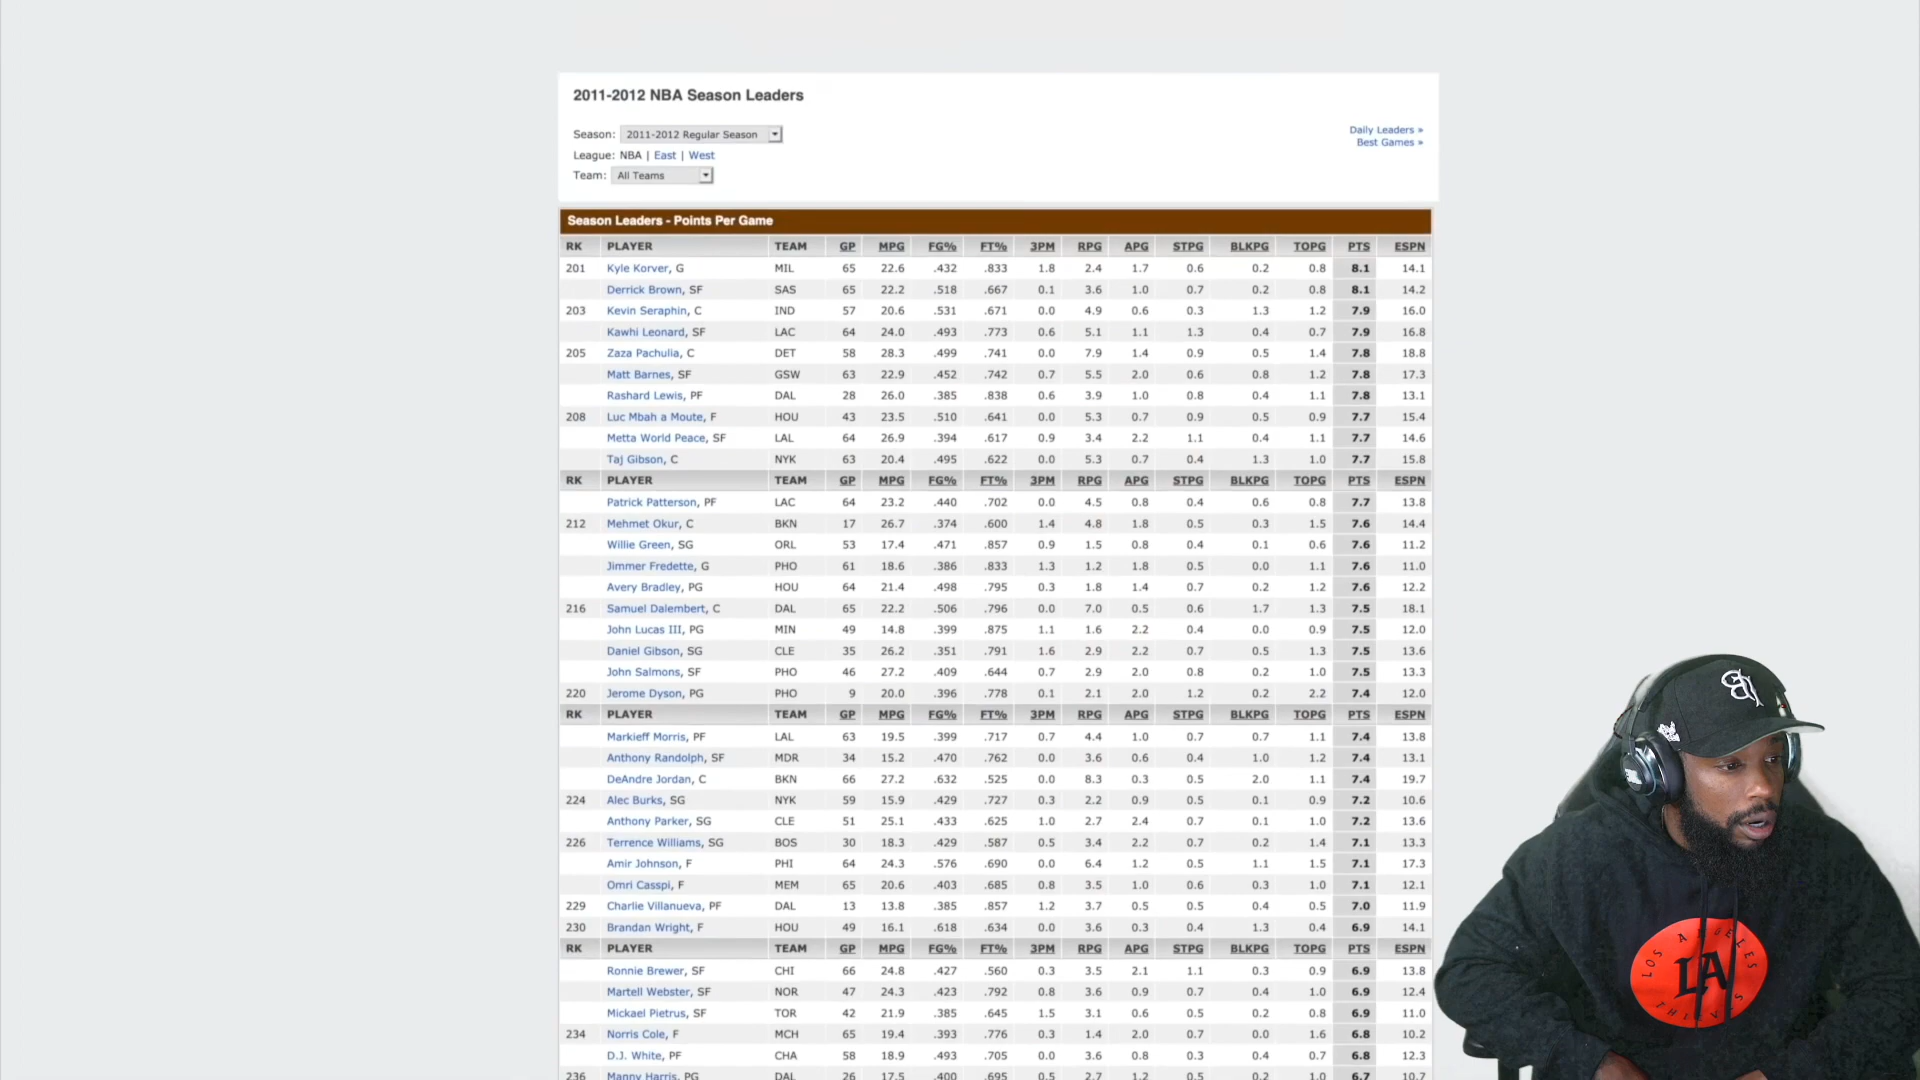 2011-2012 NBA Season Leaders
Season: 2011-2012 Regular Season
Daily Leaders »
League: NBA | East | West
Best Games »
Team: All Teams
Season Leaders - Points Per Game
RK PLAYER TEAM GP MPG FG% FT% 3PM RPG APG STPG BLKPG TOPG PTS ESPN
201 Kyle Korver, G MIL 65 22.6 .432 .833 1.8 2.4 1.7 0.6 0.2 0.8 8.1 14.1
Derrick Brown, SF SAS 65 22.2 .518 .667 0.1 3.6 1.0 0.7 0.2 0.8 8.1 14.2
203 Kevin Seraphin, C IND 57 20.6 .531 .671 0.0 4.9 0.6 0.3 1.3 1.2 7.9 16.0
Kawhi Leonard, SF LAC 64 24.0 .493 .773 0.6 5.1 1.1 1.3 0.4 0.7 7.9 16.8
205 Zaza Pachulia, C DET 58 28.3 .499 .741 0.0 7.9 1.4 0.9 0.5 1.4 7.8 18.8
Matt Barnes, SF GSW 63 22.9 .452 .742 0.7 5.5 2.0 0.6 0.8 1.2 7.8 17.3
Rashard Lewis, PF DAL 28 26.0 .385 .838 0.6 3.9 1.0 0.8 0.4 1.1 7.8 13.1
208 Luc Mbah a Moute, F HOU 43 23.5 .510 .641 0.0 5.3 0.7 0.9 0.5 0.9 7.7 15.4
Metta World Peace, SF LAL 64 26.9 .394 .617 0.9 3.4 2.2 1.1 0.4 1.1 7.7 14.6
Taj Gibson, C NYK 63 20.4 .495 .622 0.0 5.3 0.7 0.4 1.3 1.0 7.7 15.8
RK PLAYER TEAM GP MPG FG% FT% 3PM RPG APG STPG BLKPG TOPG PTS ESPN
Patrick Patterson, PF LAC 64 23.2 .440 .702 0.0 4.5 0.8 0.4 0.6 0.8 7.7 13.8
212 Mehmet Okur, C BKN 17 26.7 .374 .600 1.4 4.8 1.8 0.5 0.3 1.5 7.6 14.4
Willie Green, SG ORL 53 17.4 .471 .857 0.9 1.5 0.8 0.4 0.1 0.6 7.6 11.2
Jimmer Fredette, G PHO 61 18.6 .386 .833 1.3 1.2 1.8 0.5 0.0 1.1 7.6 11.0
Avery Bradley, PG HOU 64 21.4 .498 .795 0.3 1.8 1.4 0.7 0.2 1.2 7.6 12.2
216 Samuel Dalembert, C DAL 65 22.2 .506 .796 0.0 7.0 0.5 0.6 1.7 1.3 7.5 18.1
John Lucas III, PG MIN 49 14.8 .399 .875 1.1 1.6 2.2 0.4 0.0 0.9 7.5 12.0
Daniel Gibson, SG CLE 35 26.2 .351 .791 1.6 2.9 2.2 0.7 0.5 1.3 7.5 13.6
John Salmons, SF PHO 46 27.2 .409 .644 0.7 2.9 2.0 0.8 0.2 1.0 7.5 13.3
220 Jerome Dyson, PG PHO 9 20.0 .396 .778 0.1 2.1 2.0 1.2 0.2 2.2 7.4 12.0
RK PLAYER TEAM GP MPG FG% FT% 3PM RPG APG STPG BLKPG TOPG PTS ESPN
Markieff Morris, PF LAL 63 19.5 .399 .717 0.7 4.4 1.0 0.7 0.7 1.1 7.4 13.8
Anthony Randolph, SF MDR 34 15.2 .470 .762 0.0 3.6 0.6 0.4 1.0 1.2 7.4 13.1
DeAndre Jordan, C BKN 66 27.2 .632 .525 0.0 8.3 0.3 0.5 2.0 1.1 7.4 19.7
224 Alec Burks, SG NYK 59 15.9 .429 .727 0.3 2.2 0.9 0.5 0.1 0.9 7.2 10.6
Anthony Parker, SG CLE 51 25.1 .433 .625 1.0 2.7 2.4 0.7 0.1 1.0 7.2 13.6
226 Terrence Williams, SG BOS 30 18.3 .429 .587 0.5 3.4 2.2 0.7 0.2 1.4 7.1 13.3
Amir Johnson, F PHI 64 24.3 .576 .690 0.0 6.4 1.2 0.5 1.1 1.5 7.1 17.3
Omri Casspi, F MEM 65 20.6 .403 .685 0.8 3.5 1.0 0.6 0.3 1.0 7.1 12.1
229 Charlie Villanueva, PF DAL 13 13.8 .385 .857 1.2 3.7 0.5 0.5 0.4 0.5 7.0 11.9
230 Brandan Wright, F HOU 49 16.1 .618 .634 0.0 3.6 0.3 0.4 1.3 0.4 6.9 14.1
RK PLAYER TEAM GP MPG FG% FT% 3PM RPG APG STPG BLKPG TOPG PTS ESPN
Ronnie Brewer, SF CHI 66 24.8 .427 .560 0.3 3.5 2.1 1.1 0.3 0.9 6.9 13.8
Martell Webster, SF NOR 47 24.3 .423 .792 0.8 3.6 0.9 0.7 0.4 1.0 6.9 12.4
Mickael Pietrus, SF TOR 42 21.9 .385 .645 1.5 3.1 0.6 0.5 0.2 0.8 6.9 11.0
234 Norris Cole, F MCH 65 19.4 .393 .776 0.3 1.4 2.0 0.7 0.0 1.6 6.8 10.2
D.J. White, PF CHA 58 18.9 .493 .705 0.0 3.6 0.8 0.3 0.4 0.7 6.8 12.3
236 Manny Harris, PG DAL 26 17.5 .400 .695 0.5 2.7 1.2 0.5 0.2 1.0 6.7 10.7
LOS ANGELES
LA
THIEVES